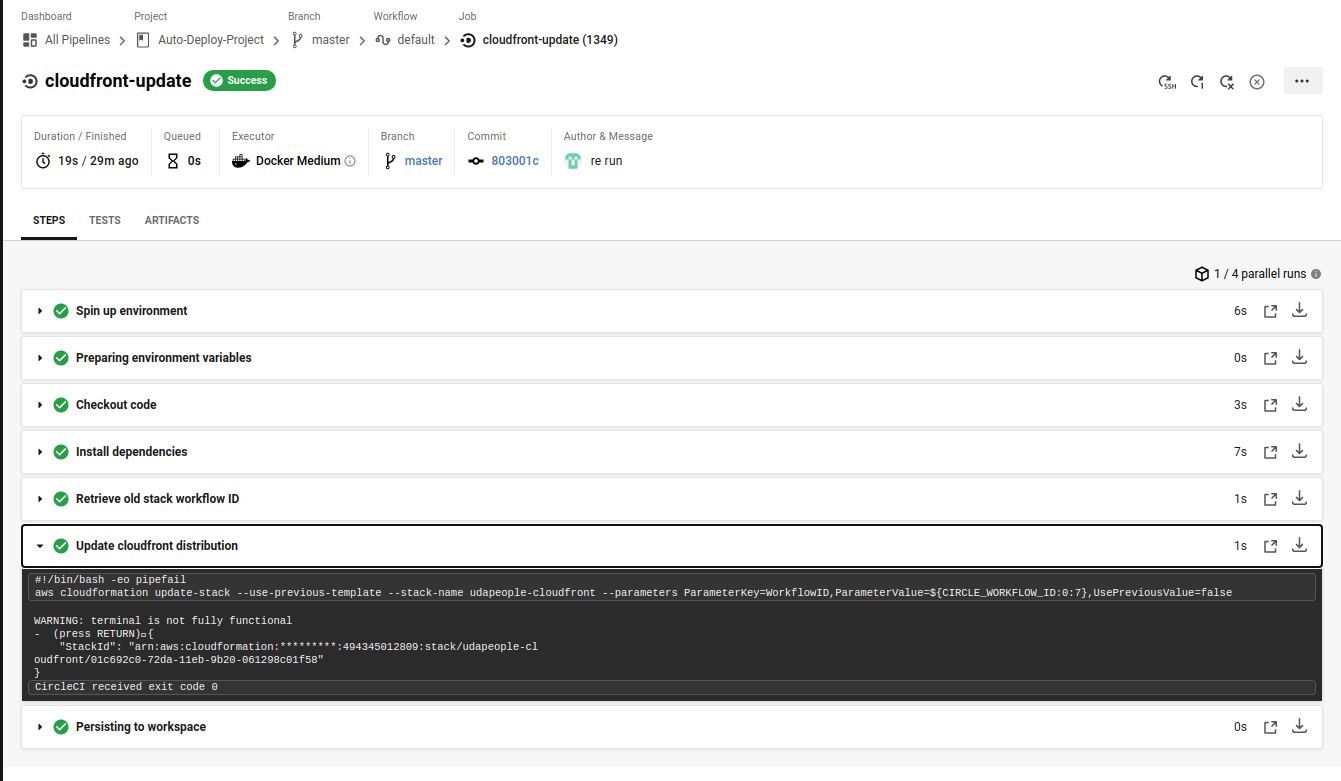 Dashboard Project Branch Workflow Job
All Pipelines Auto-Deploy-Project master default cloudfront-update (1349)
cloudfront-update Success
SSH
Duration / Finished Queued Executor Branch Commit Author & Message
19s / 29m ago 0s Docker Medium master 803001c re run
STEPS TESTS ARTIFACTS
1 / 4 parallel runs
Spin up environment 6s
Preparing environment variables 0s
Checkout code 3s
Install dependencies 7s
Retrieve old stack workflow ID 1s
Update cloudfront distribution 1s
#!/bin/bash -eo pipefail
aws cloudformation update-stack --use-previous-template --stack-name udapeople-cloudfront --parameters ParameterKey=WorkflowID,ParameterValue=${CIRCLE_WORKFLOW_ID:0:7},UsePreviousValue=false
WARNING: terminal is not fully functional
- (press RETURN){
"StackId": "arn:aws:cloudformation:*********:494345012809:stack/udapeople-cl
oudfront/01c692c0-72da-11eb-9b20-061298c01f58"
}
CircleCI received exit code 0
Persisting to workspace 0s